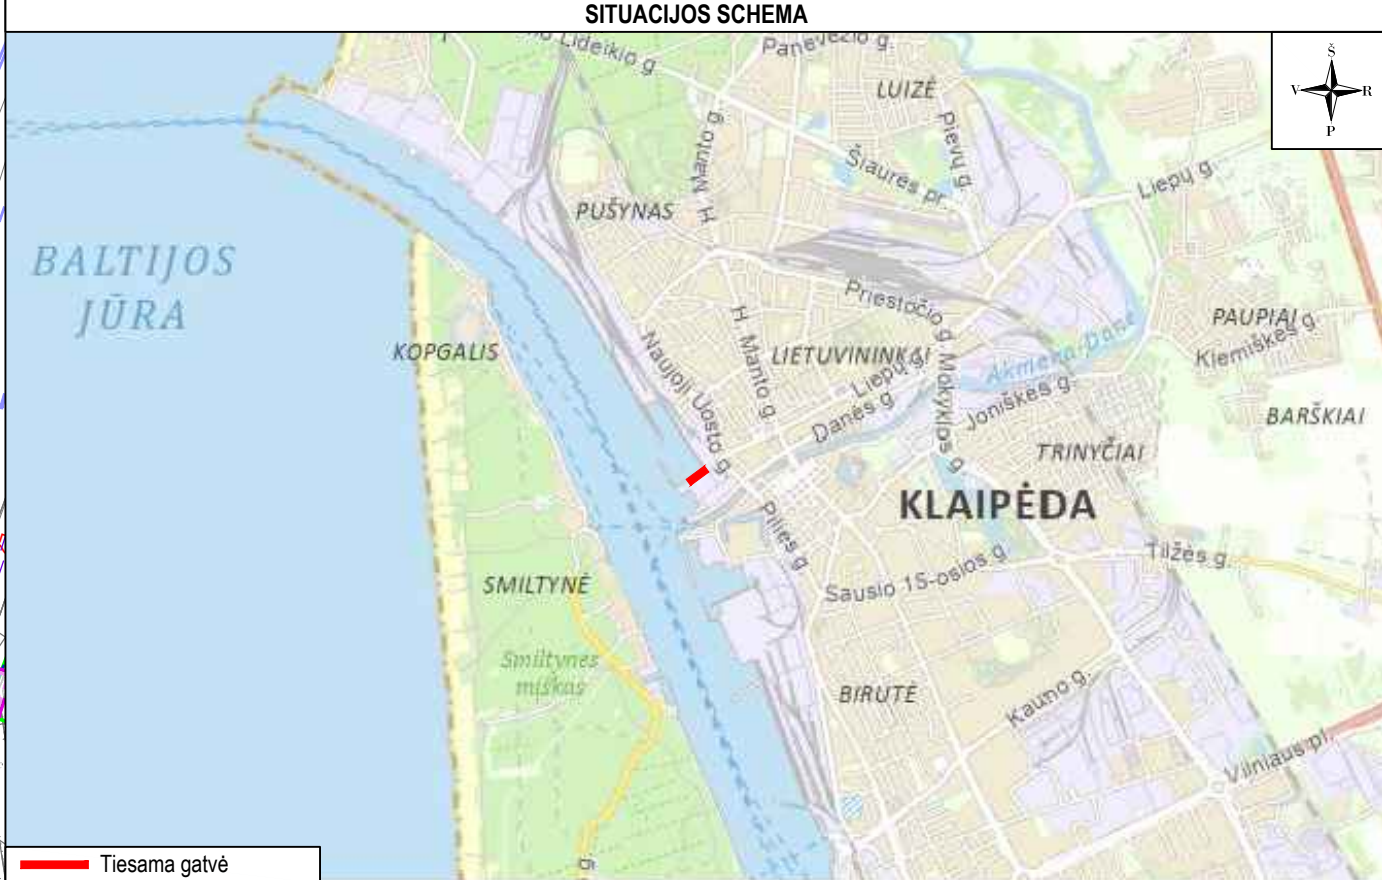 SITUACIJOS SCHEMA
Lideikio g
Panevėžio g.
Š
V
R
P
LUIZĖ
H. Manto g
Pievų g
Šiaurės pr
Liepų g
PUŠYNAS
BALTIJOS
JŪRA
Priestočio g
PAUPIAI
Klemiškės g
Akmena Danė
KOPGALIS
Naujoji Uosto g
H. Manto g
LIETUVININKAI
Liepų g
Danės g
Mokyklos g
Joniškės g
BARŠKIAI
TRINYČIAI
KLAIPĖDA
Pilies g
Tilžės g
SMILTYNĖ
Sausio 15-osios g
Smiltynės
miškas
BIRUTĖ
Kauno g.
Vilniaus pl.
Tiesama gatvė
g